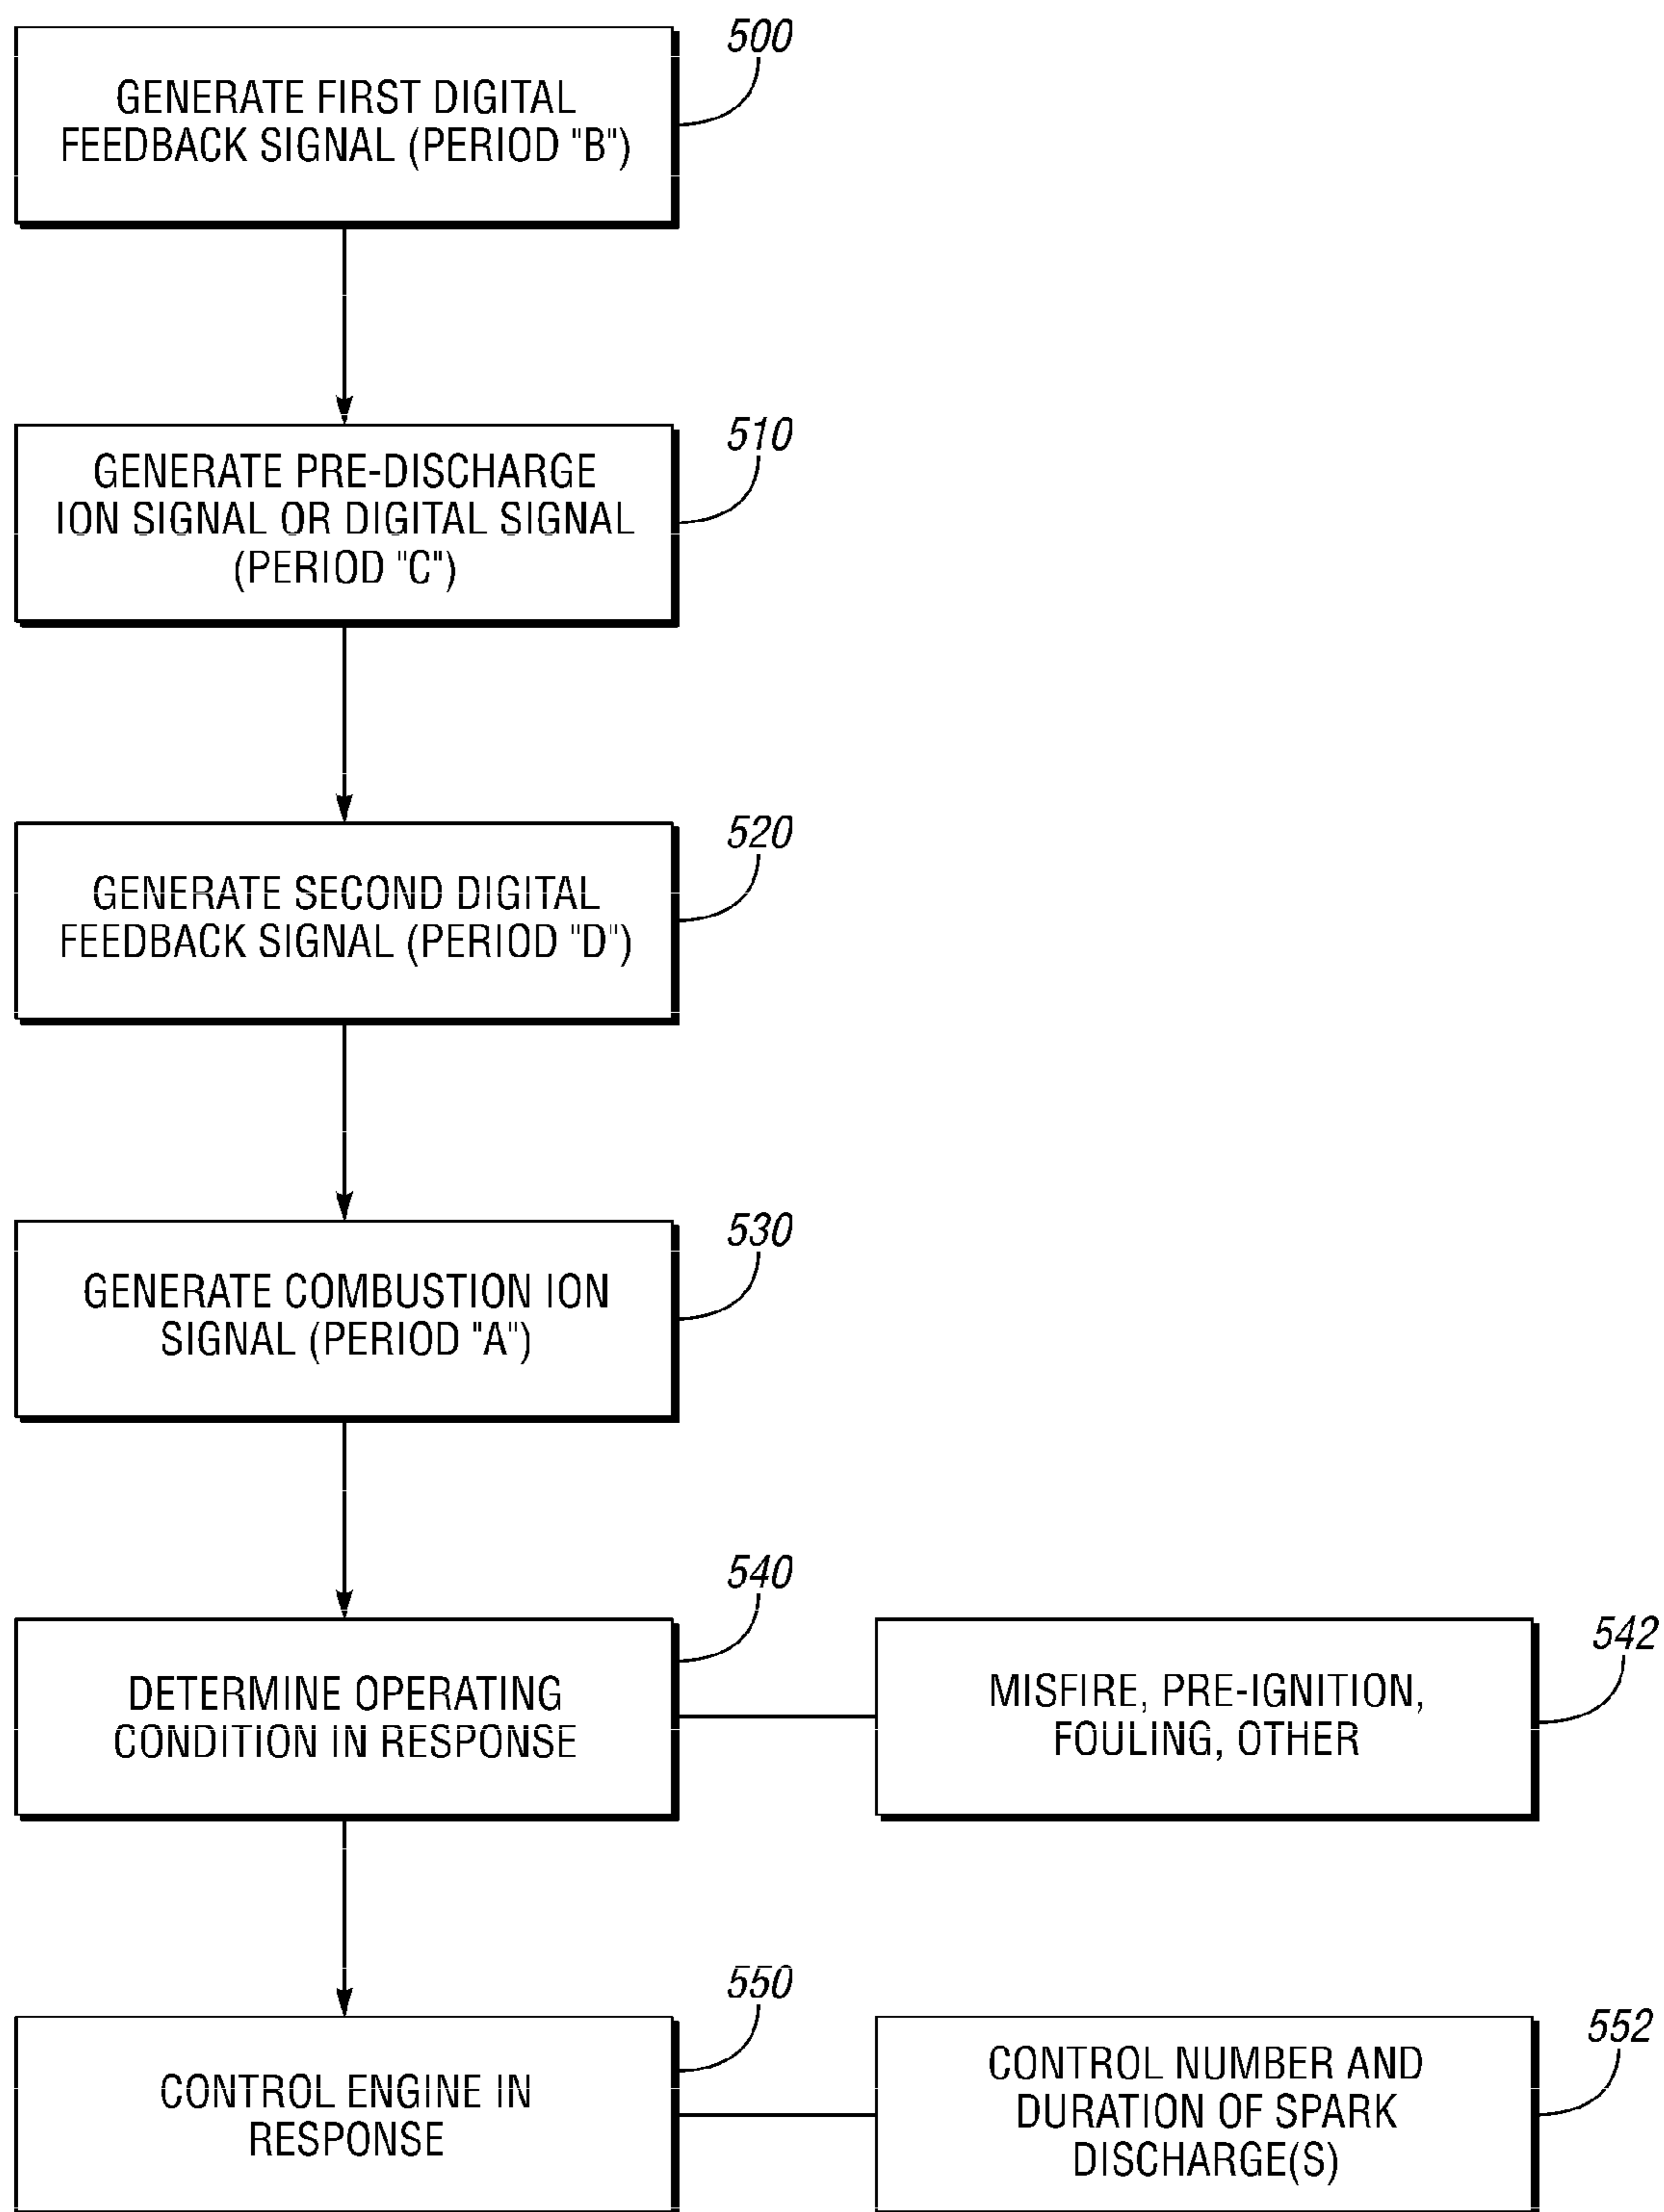 500
GENERATE FIRST DIGITAL
FEEDBACK SIGNAL (PERIOD "B")
510
GENERATE PRE-DISCHARGE
ION SIGNAL OR DIGITAL SIGNAL
(PERIOD "C")
520
GENERATE SECOND DIGITAL
FEEDBACK SIGNAL (PERIOD "D")
530
GENERATE COMBUSTION ION
SIGNAL (PERIOD "A")
540
DETERMINE OPERATING
CONDITION IN RESPONSE
542
MISFIRE, PRE-IGNITION,
FOULING, OTHER
550
CONTROL ENGINE IN
RESPONSE
552
CONTROL NUMBER AND
DURATION OF SPARK
DISCHARGE(S)